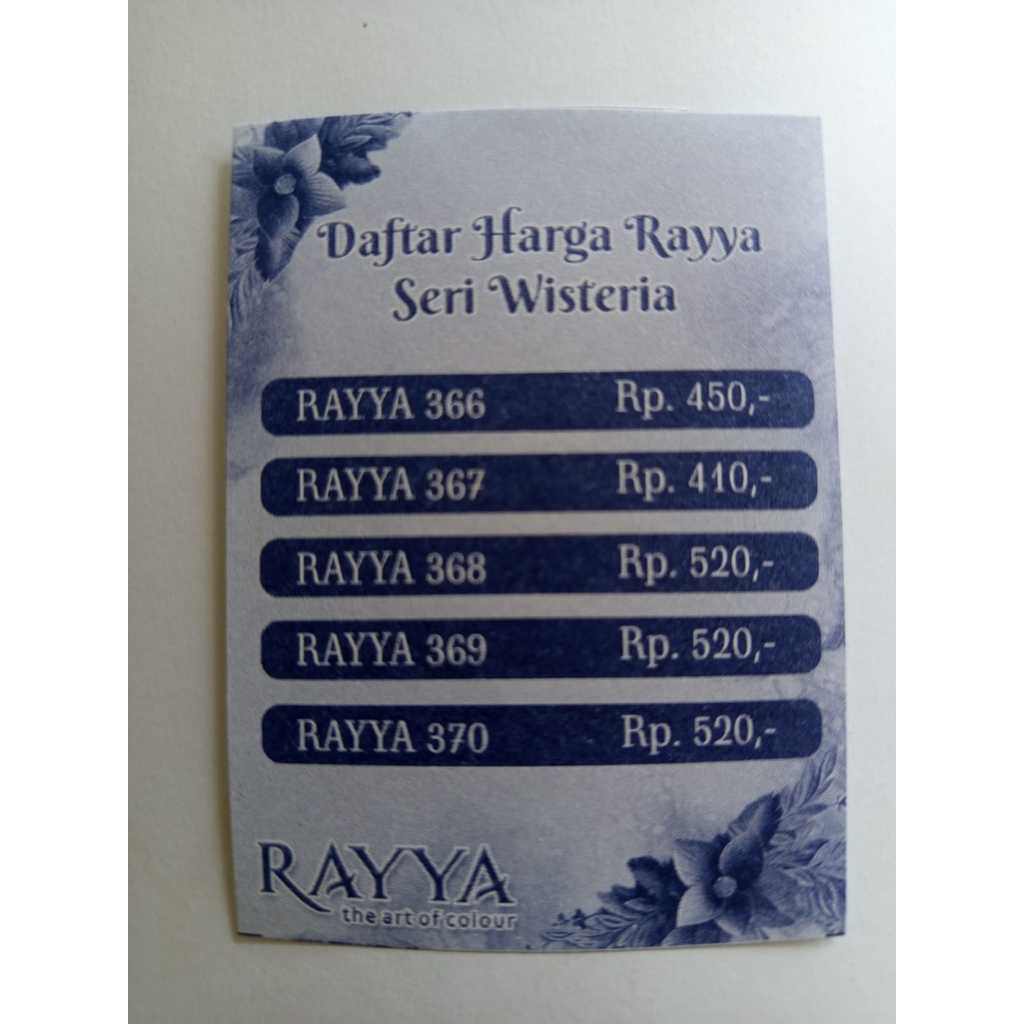 Daftar Harga Rayya
Seri Wisteria
RAYYA 366 Rp. 450,-
RAYYA 367 Rp. 410,-
RAYYA 368 Rp. 520,-
RAYYA 369 Rp. 520,-
RAYYA 370 Rp. 520,-
RAYYA
the art of colour